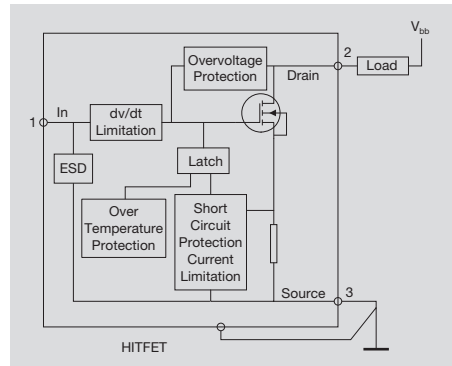 V_bb
2
Load
Overvoltage
Protection
Drain
1
In
dv/dt
Limitation
ESD
Latch
Over
Temperature
Protection
Short
Circuit
Protection
Current
Limitation
Source
3
HITFET